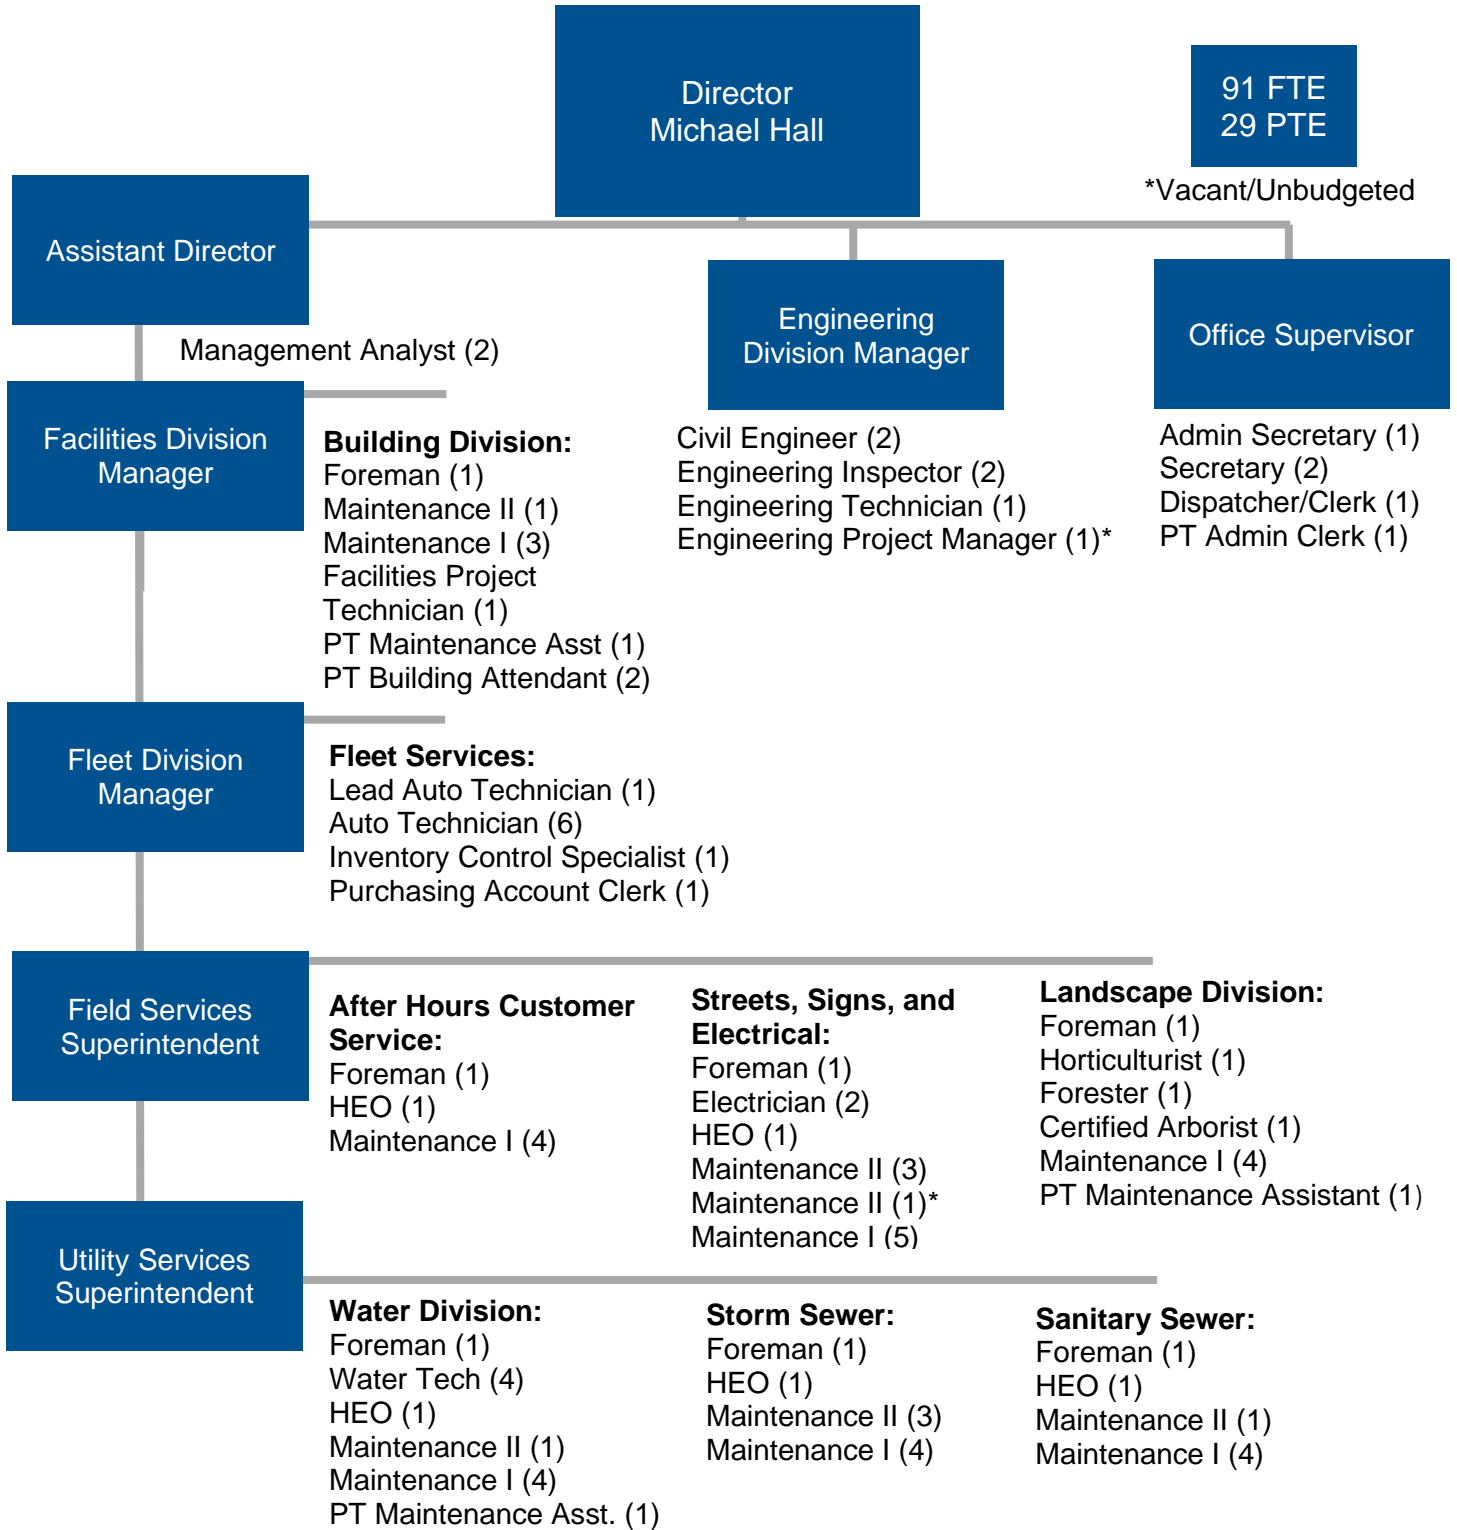 Director
Michael Hall
91 FTE
29 PTE
*Vacant/Unbudgeted
Assistant Director
Management Analyst (2)
Engineering
Division Manager
Civil Engineer (2)
Engineering Inspector (2)
Engineering Technician (1)
Engineering Project Manager (1)*
Office Supervisor
Admin Secretary (1)
Secretary (2)
Dispatcher/Clerk (1)
PT Admin Clerk (1)
Facilities Division
Manager
Building Division:
Foreman (1)
Maintenance II (1)
Maintenance I (3)
Facilities Project
Technician (1)
PT Maintenance Asst (1)
PT Building Attendant (2)
Fleet Division
Manager
Fleet Services:
Lead Auto Technician (1)
Auto Technician (6)
Inventory Control Specialist (1)
Purchasing Account Clerk (1)
Field Services
Superintendent
After Hours Customer
Service:
Foreman (1)
HEO (1)
Maintenance I (4)
Streets, Signs, and
Electrical:
Foreman (1)
Electrician (2)
HEO (1)
Maintenance II (3)
Maintenance II (1)*
Maintenance I (5)
Landscape Division:
Foreman (1)
Horticulturist (1)
Forester (1)
Certified Arborist (1)
Maintenance I (4)
PT Maintenance Assistant (1)
Utility Services
Superintendent
Water Division:
Foreman (1)
Water Tech (4)
HEO (1)
Maintenance II (1)
Maintenance I (4)
PT Maintenance Asst. (1)
Storm Sewer:
Foreman (1)
HEO (1)
Maintenance II (3)
Maintenance I (4)
Sanitary Sewer:
Foreman (1)
HEO (1)
Maintenance II (1)
Maintenance I (4)